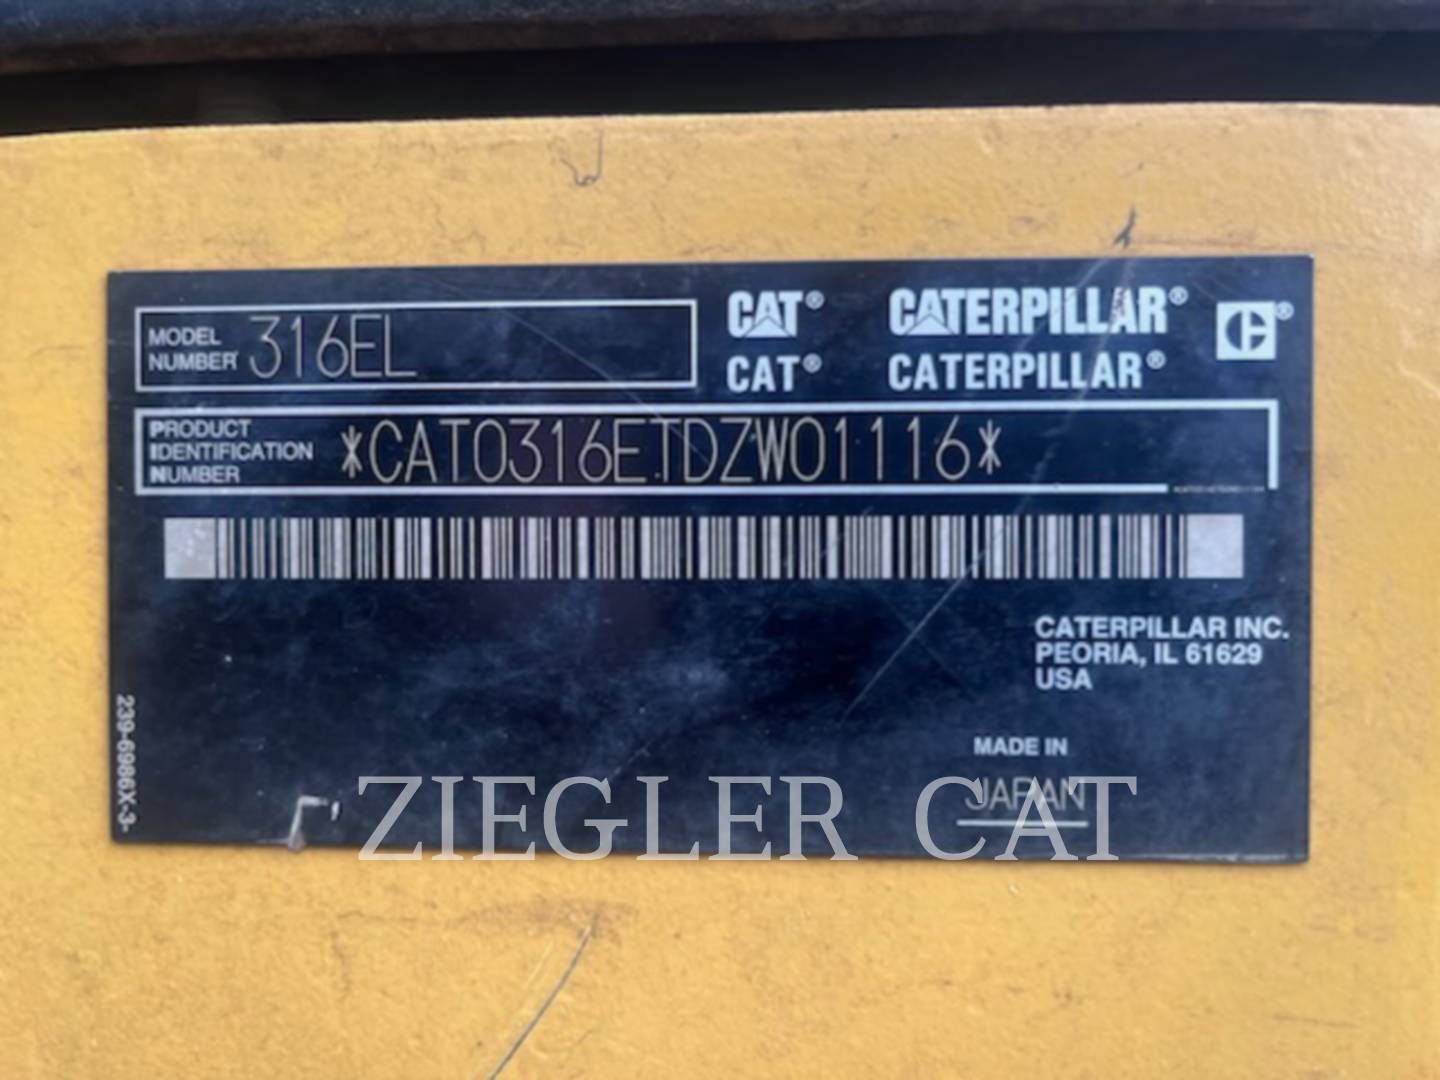 MODEL NUMBER 316EL
CAT® CATERPILLAR® C®
CAT® CATERPILLAR®
PRODUCT
IDENTIFICATION
NUMBER
*CAT0316ETDZW01116*
CATERPILLAR INC.
PEORIA, IL 61629
USA
MADE IN
JAPAN
239-6986X-3-
ZIEGLER CAT